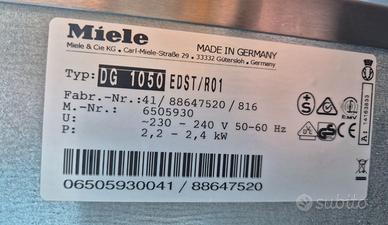 Miele
MADE IN GERMANY
Miele & Cie KG . Carl-Miele-Straße 29 . 33332 Gütersloh . Germany
Typ: DG 1050 EDST/R01
Fabr.-Nr.: 41/ 88647520 / 816
M.-Nr.: 6505930
U: ~230 - 240 V 50-60 Hz
P: 2,2 - 2,4 kW
06505930041 / 88647520
EMV
subito